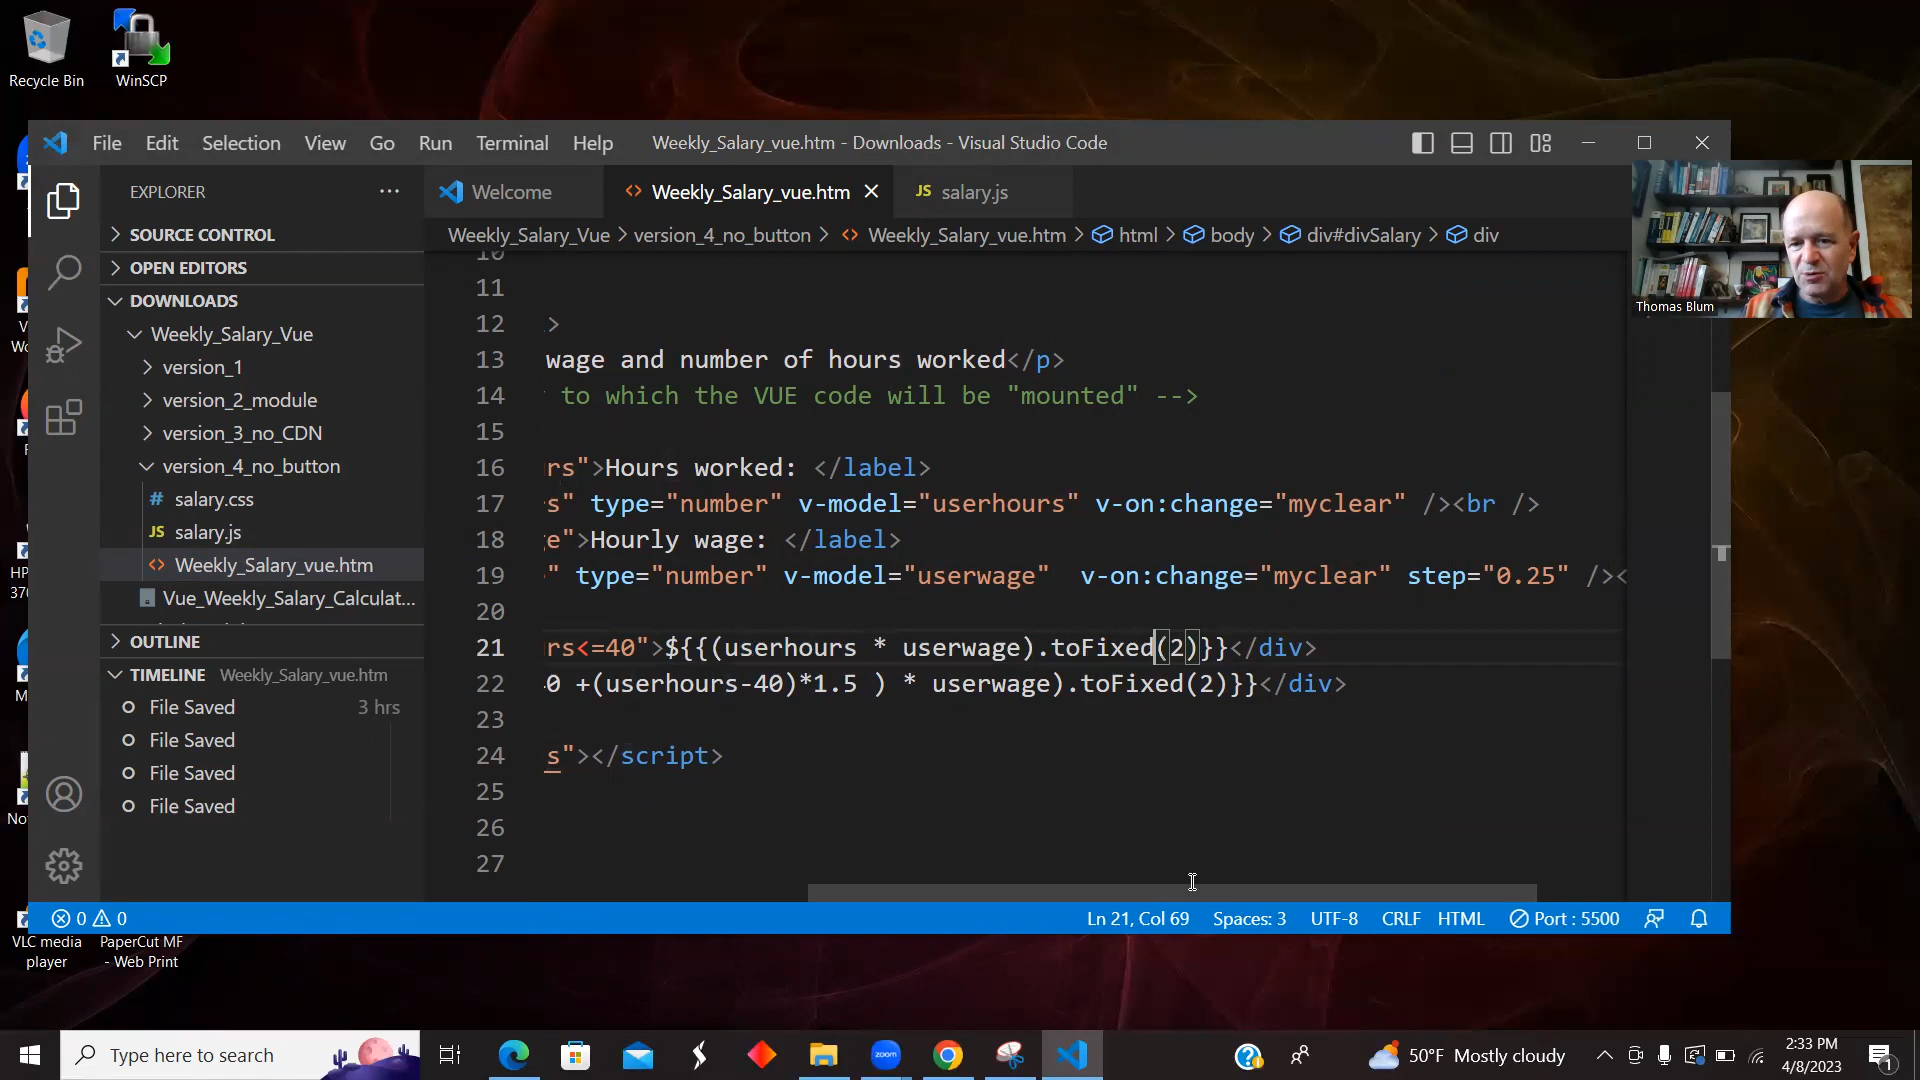 Recycle Bin
WinSCP
File Edit Selection View Go Run Terminal Help
Weekly_Salary_vue.htm - Downloads - Visual Studio Code
EXPLORER
Welcome
Weekly_Salary_vue.htm
JS salary.js
Weekly_Salary_Vue > version_4_no_button > Weekly_Salary_vue.htm > html > body > div#divSalary > div
SOURCE CONTROL
OPEN EDITORS
DOWNLOADS
Weekly_Salary_Vue
version_1
version_2_module
version_3_no_CDN
version_4_no_button
# salary.css
JS salary.js
Weekly_Salary_vue.htm
Vue_Weekly_Salary_Calculat...
OUTLINE
TIMELINE Weekly_Salary_vue.htm
File Saved 3 hrs
File Saved
File Saved
File Saved
10
11
12 >
13 wage and number of hours worked</p>
14 to which the VUE code will be "mounted" -->
15
16 rs">Hours worked: </label>
17 s" type="number" v-model="userhours" v-on:change="myclear" /><br />
18 e">Hourly wage: </label>
19 " type="number" v-model="userwage"  v-on:change="myclear" step="0.25" /><
20
21 rs<=40">${{(userhours * userwage).toFixed(2)}}</div>
22 0 +(userhours-40)*1.5 ) * userwage).toFixed(2)}}</div>
23
24 s"></script>
25
26
27
Thomas Blum
0 0
Ln 21, Col 69 Spaces: 3 UTF-8 CRLF HTML Port : 5500
VLC media player
PaperCut MF - Web Print
Type here to search
zoom
50°F Mostly cloudy
2:33 PM
4/8/2023
1